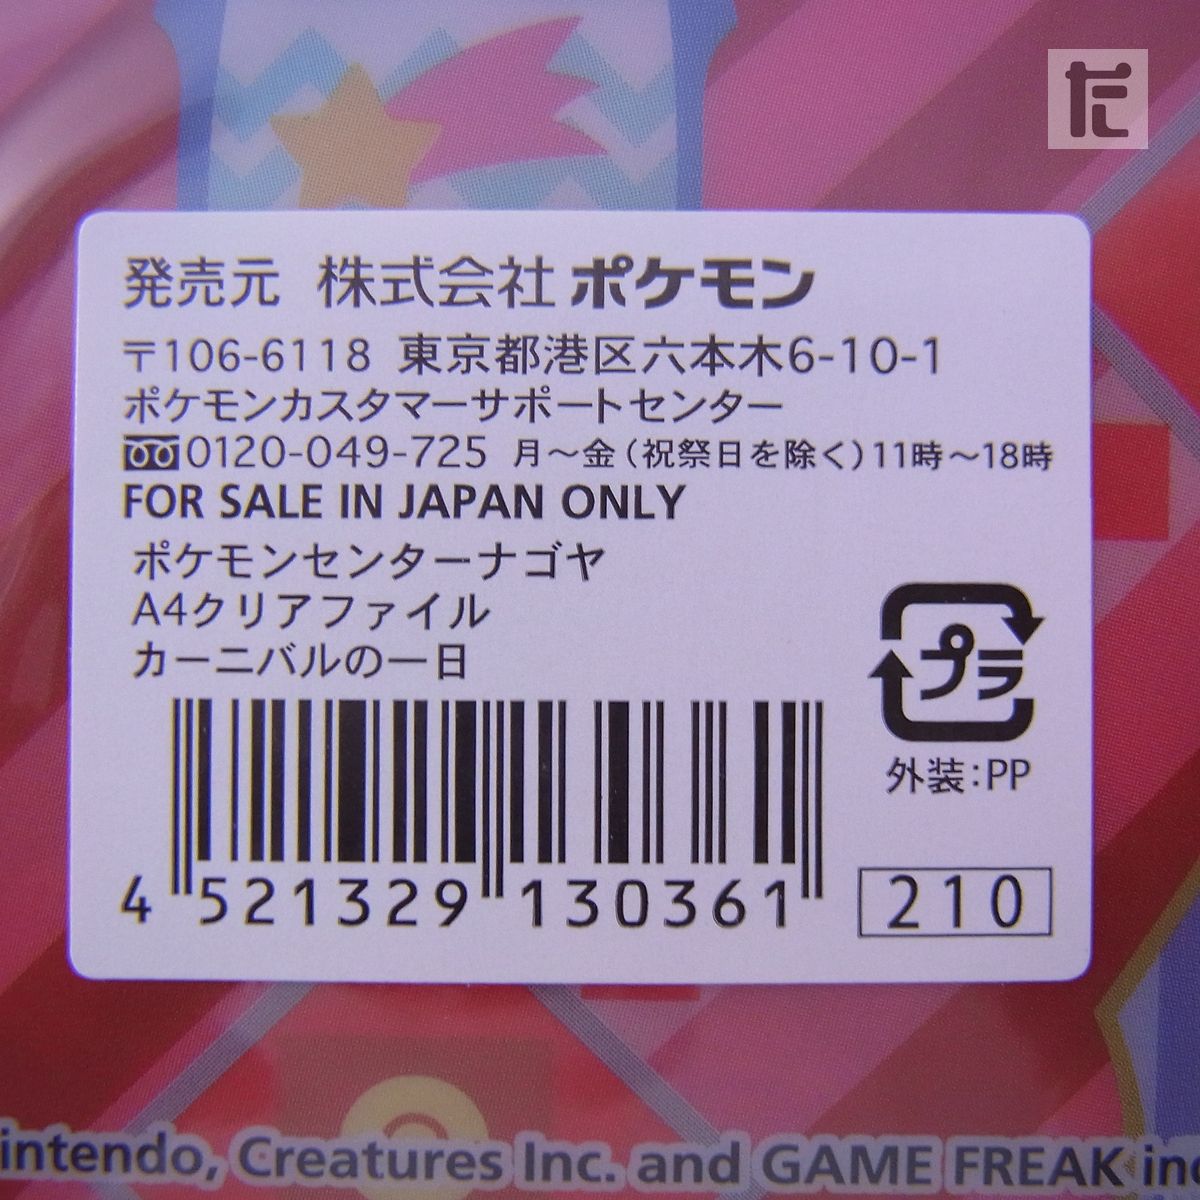 た
発売元 株式会社ポケモン
〒106-6118 東京都港区六本木6-10-1
ポケモンカスタマーサポートセンター
0120-049-725 月～金(祝祭日を除く)11時～18時
FOR SALE IN JAPAN ONLY
ポケモンセンターナゴヤ
A4クリアファイル
カーニバルの一日
プラ
外装:PP
4 521329 130361
210
intendo, Creatures Inc. and GAME FREAK inc